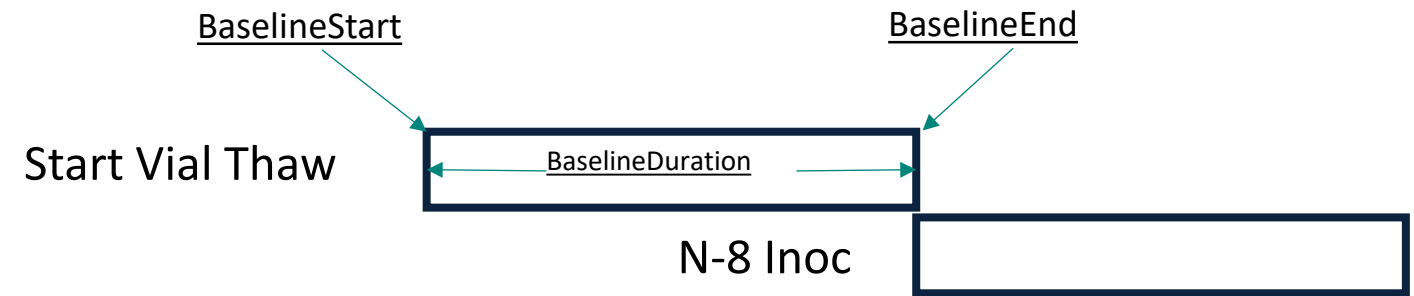 BaselineStart
BaselineEnd
Start Vial Thaw
BaselineDuration
N-8 Inoc